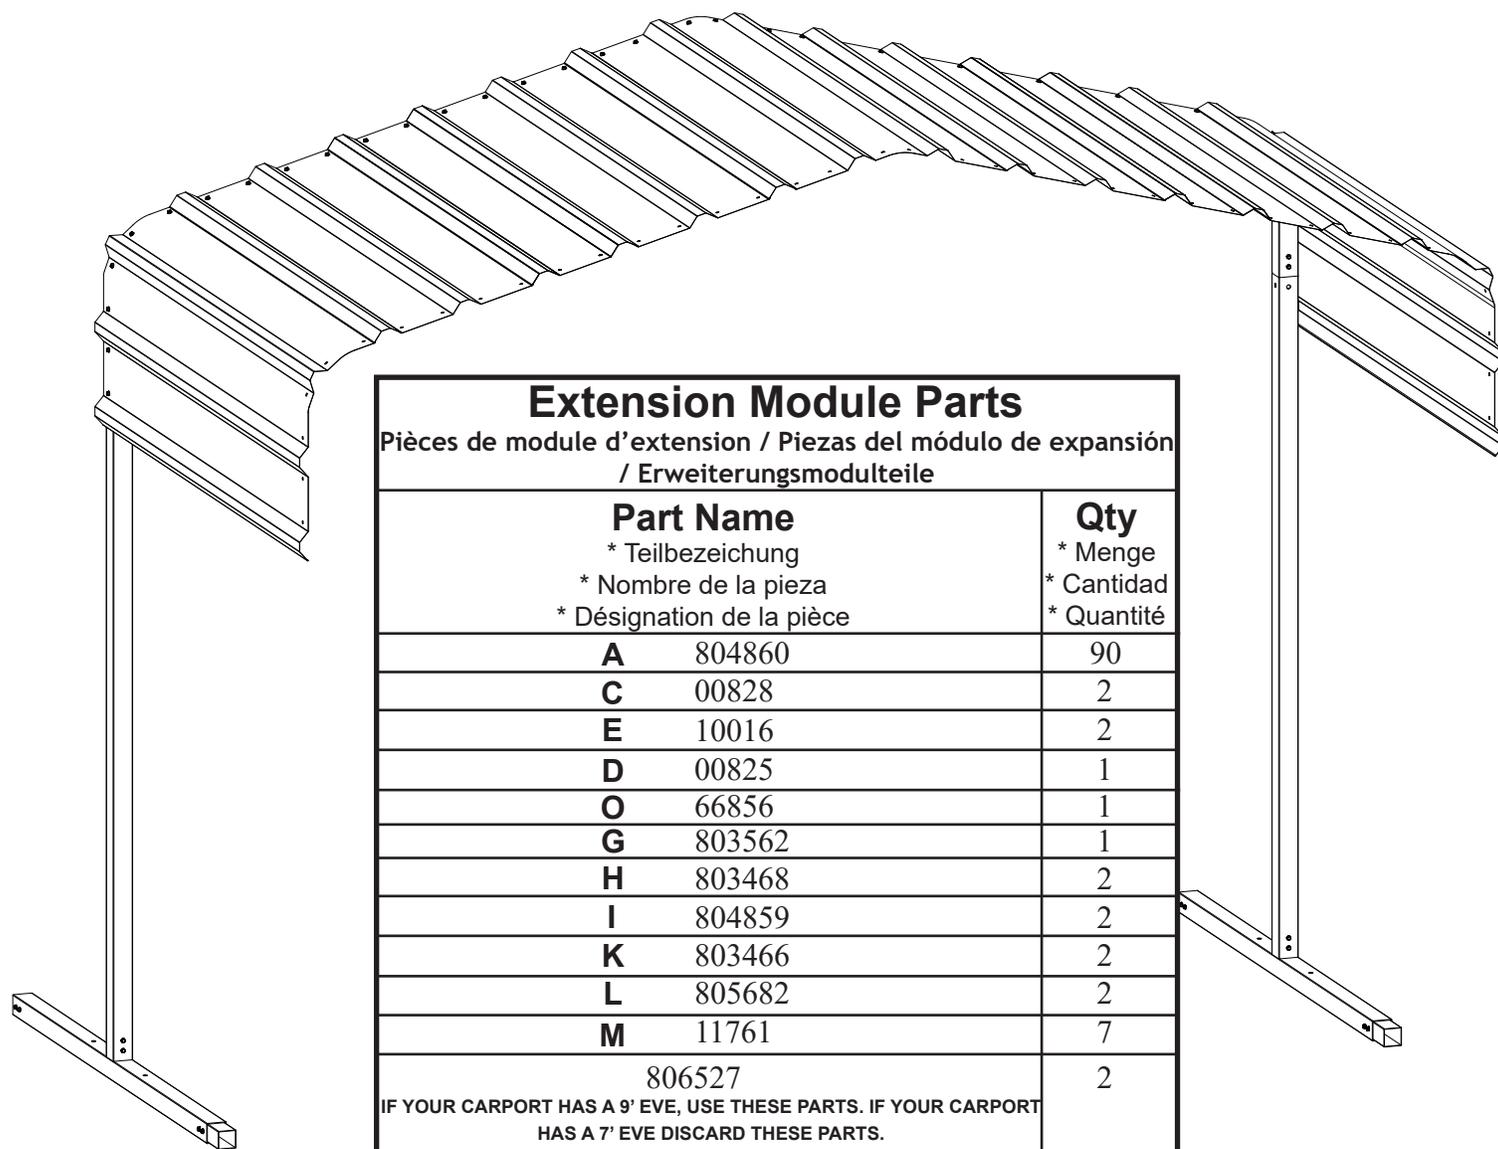 Extension Module Parts
Pièces de module d’extension / Piezas del módulo de expansión
/ Erweiterungsmodulteile
Part Name
* Teilbezeichung
* Nombre de la pieza
* Désignation de la pièce
Qty
* Menge
* Cantidad
* Quantité
A 804860 90
C 00828 2
E 10016 2
D 00825 1
O 66856 1
G 803562 1
H 803468 2
I 804859 2
K 803466 2
L 805682 2
M 11761 7
806527 2
IF YOUR CARPORT HAS A 9’ EVE, USE THESE PARTS. IF YOUR CARPORT
HAS A 7’ EVE DISCARD THESE PARTS.